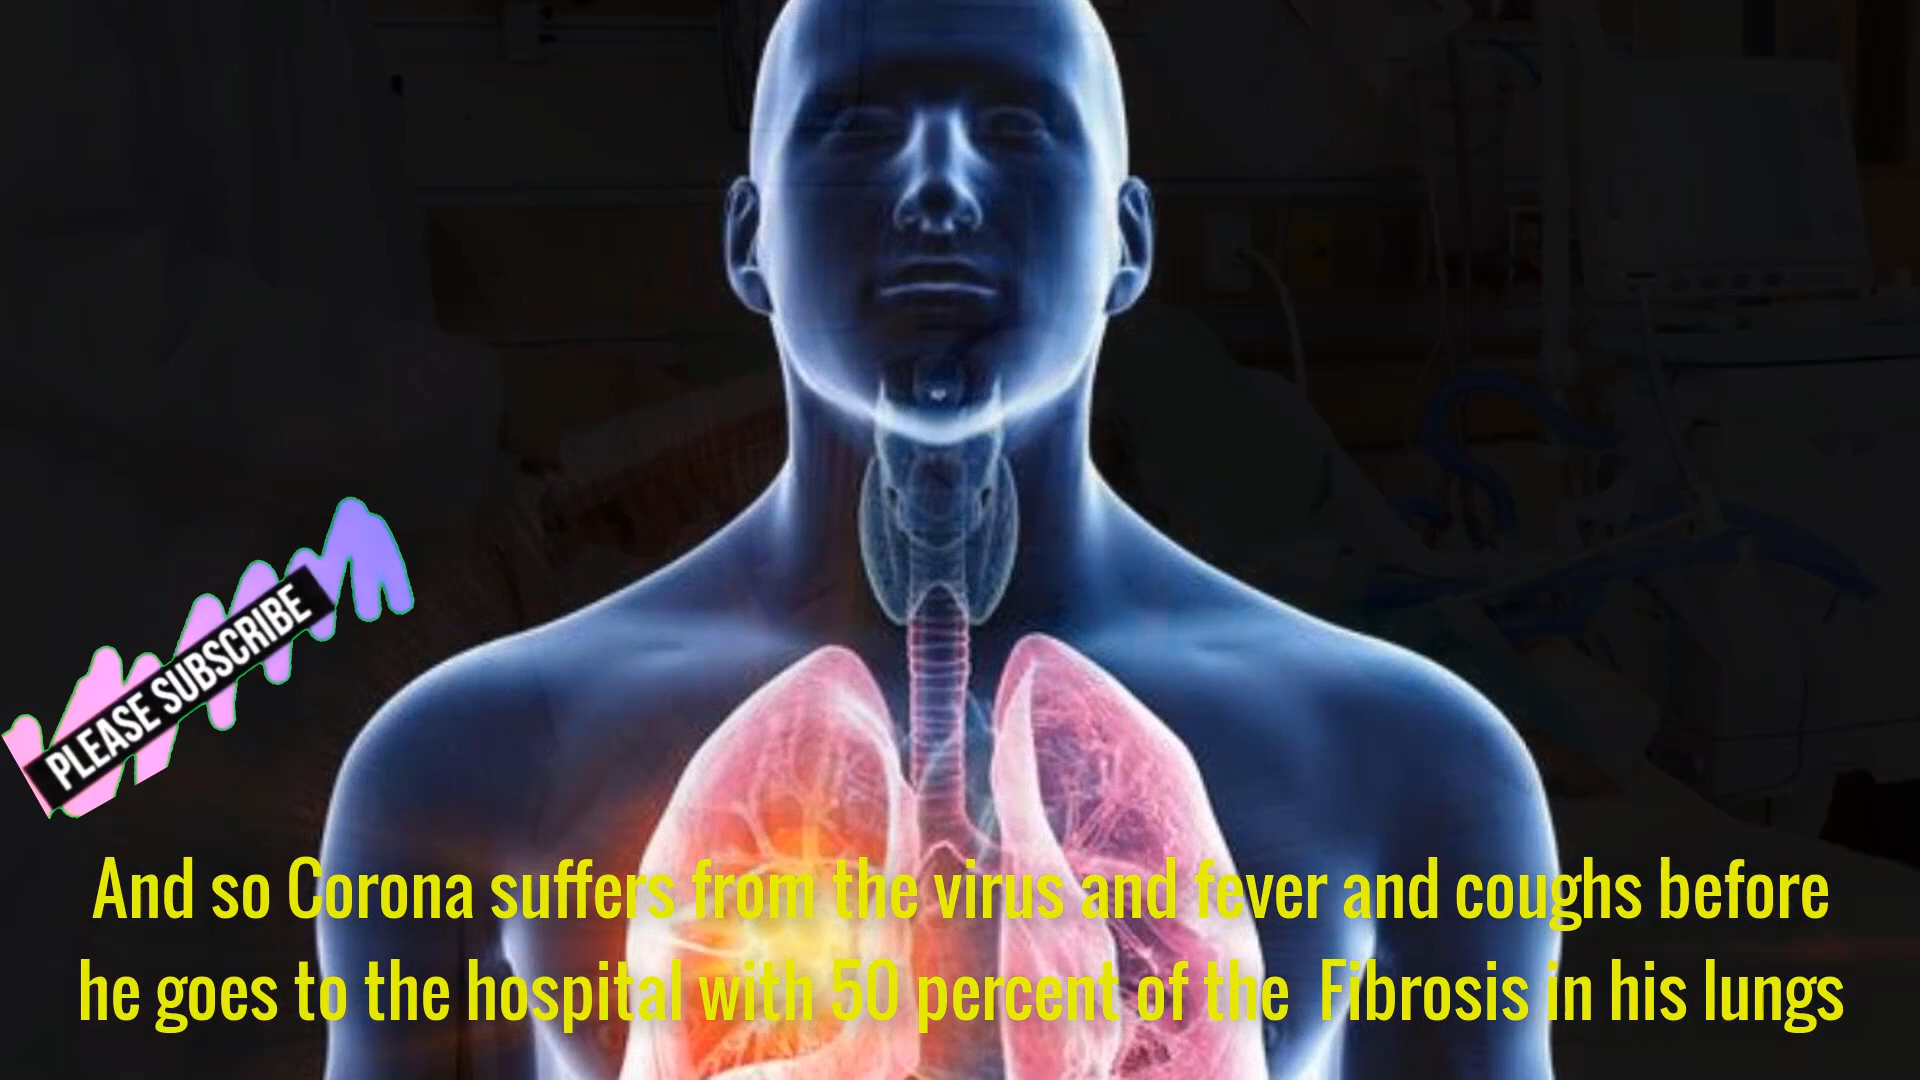 PLEASE SUBSCRIBE
And so Corona suffers from the virus and fever and coughs before
he goes to the hospital with 50 percent of the Fibrosis in his lungs